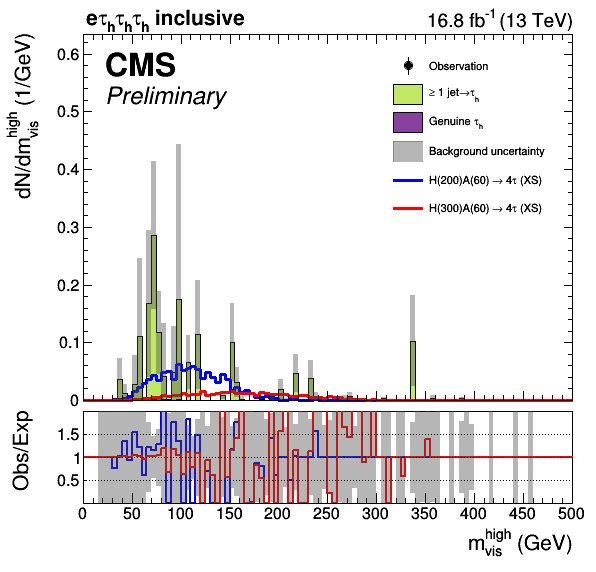 eτhτhτh inclusive
16.8 fb⁻¹ (13 TeV)
dN/dm_vis^high (1/GeV)
CMS
Preliminary
Observation
≥ 1 jet→τh
Genuine τh
Background uncertainty
H(200)A(60) → 4τ (XS)
H(300)A(60) → 4τ (XS)
0.6
0.5
0.4
0.3
0.2
0.1
0
Obs/Exp
1.5
1
0.5
0 50 100 150 200 250 300 350 400 450 500
m_vis^high (GeV)